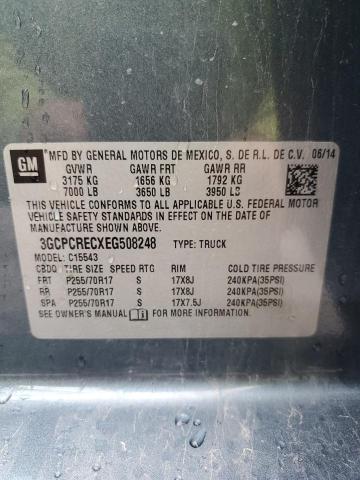 GM
MFD BY GENERAL MOTORS DE MEXICO, S. DE R.L. DE C.V. 06/14
GVWR GAWR FRT GAWR RR
3175 KG 1656 KG 1792 KG
7000 LB 3650 LB 3950 LB
THIS VEHICLE CONFORMS TO ALL APPLICABLE U.S. FEDERAL MOTOR
VEHICLE SAFETY STANDARDS IN EFFECT ON THE DATE OF
MANUFACTURE SHOWN ABOVE.
3GCPCRECXEG508248 TYPE: TRUCK
MODEL: C15543
CBDQ TIRE SIZE SPEED RTG RIM COLD TIRE PRESSURE
FRT P255/70R17 S 17X8J 240KPA(35PSI)
RR P255/70R17 S 17X8J 240KPA(35PSI)
SPA P255/70R17 S 17X7.5J 240KPA(35PSI)
SEE OWNER'S MANUAL FOR MORE INFORMATION.